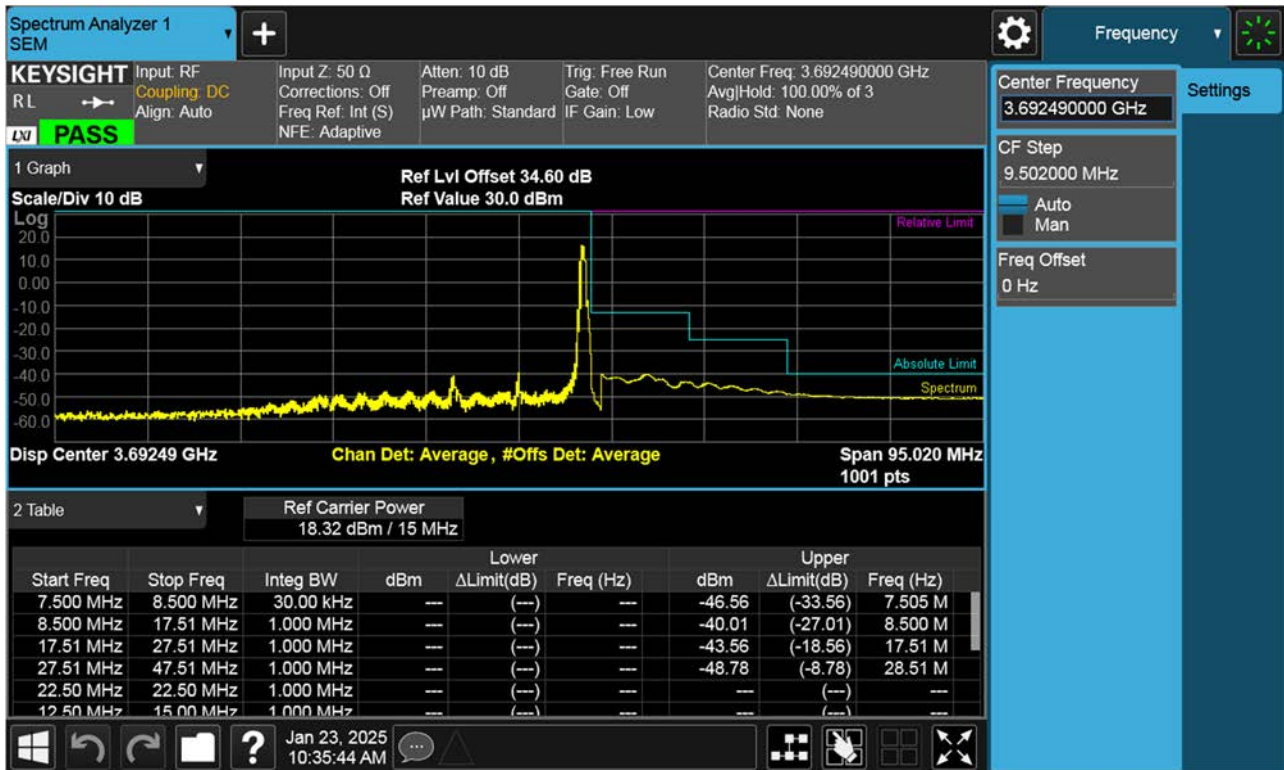 Spectrum Analyzer 1
SEM
Frequency
KEYSIGHT
RL
LXI
PASS
Input: RF
Coupling: DC
Align: Auto
Input Z: 50 Ω
Corrections: Off
Freq Ref: Int (S)
NFE: Adaptive
Atten: 10 dB
Preamp: Off
µW Path: Standard
Trig: Free Run
Gate: Off
IF Gain: Low
Center Freq: 3.692490000 GHz
Avg|Hold: 100.00% of 3
Radio Std: None
Center Frequency
3.692490000 GHz
Settings
CF Step
9.502000 MHz
Auto
Man
Freq Offset
0 Hz
1 Graph
Scale/Div 10 dB
Ref Lvl Offset 34.60 dB
Ref Value 30.0 dBm
Log
20.0
10.0
0.00
-10.0
-20.0
-30.0
-40.0
-50.0
-60.0
Relative Limit
Absolute Limit
Spectrum
Disp Center 3.69249 GHz
Chan Det: Average, #Offs Det: Average
Span 95.020 MHz
1001 pts
2 Table
Ref Carrier Power
18.32 dBm / 15 MHz
Lower Upper
Start Freq Stop Freq Integ BW dBm ΔLimit(dB) Freq (Hz) dBm ΔLimit(dB) Freq (Hz)
7.500 MHz 8.500 MHz 30.00 kHz --- (---) --- -46.56 (-33.56) 7.505 M
8.500 MHz 17.51 MHz 1.000 MHz --- (---) --- -40.01 (-27.01) 8.500 M
17.51 MHz 27.51 MHz 1.000 MHz --- (---) --- -43.56 (-18.56) 17.51 M
27.51 MHz 47.51 MHz 1.000 MHz --- (---) --- -48.78 (-8.78) 28.51 M
22.50 MHz 22.50 MHz 1.000 MHz --- (---) --- --- (---) ---
12.50 MHz 15.00 MHz 1.000 MHz --- (---) --- --- (---) ---
?
Jan 23, 2025
10:35:44 AM